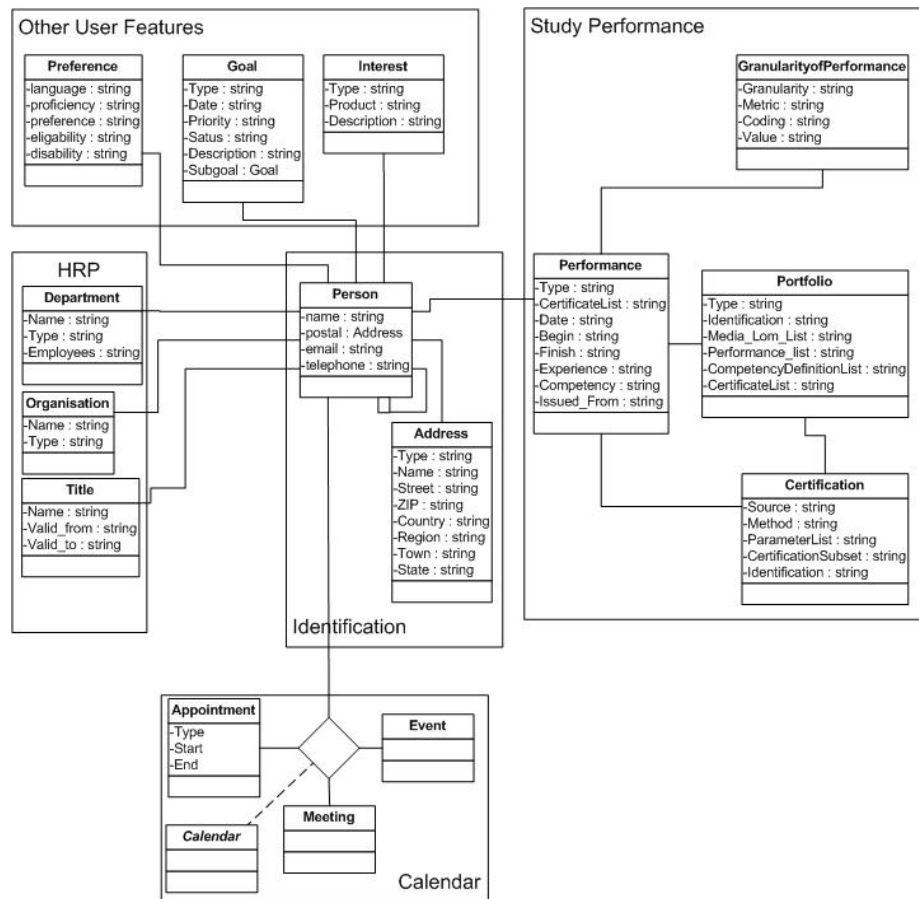 Other User Features
Preference
-language : string
-proficiency : string
-preference : string
-eligability : string
-disability : string
Goal
-Type : string
-Date : string
-Priority : string
-Satus : string
-Description : string
-Subgoal : Goal
Interest
-Type : string
-Product : string
-Description : string
Study Performance
GranularityofPerformance
-Granularity : string
-Metric : string
-Coding : string
-Value : string
Performance
-Type : string
-CertificateList : string
-Date : string
-Begin : string
-Finish : string
-Experience : string
-Competency : string
-Issued_From : string
Portfolio
-Type : string
-Identification : string
-Media_Lom_List : string
-Performance_list : string
-CompetencyDefinitionList : string
-CertificateList : string
Certification
-Source : string
-Method : string
-ParameterList : string
-CertificationSubset : string
-Identification : string
HRP
Department
-Name : string
-Type : string
-Employees : string
Organisation
-Name : string
-Type : string
Title
-Name : string
-Valid_from : string
-Valid_to : string
Person
-name : string
-postal : Address
-email : string
-telephone : string
Address
-Type : string
-Name : string
-Street : string
-ZIP : string
-Country : string
-Region : string
-Town : string
-State : string
Identification
Appointment
-Type
-Start
-End
Event
Meeting
Calendar
Calendar